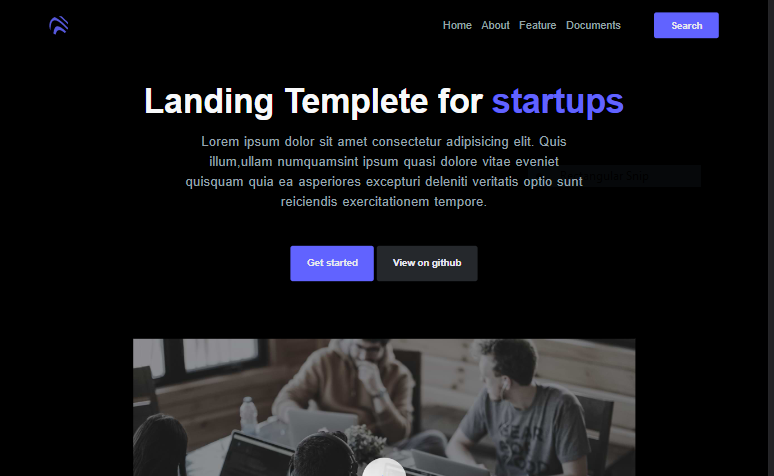 Home About Feature Documents Search
Landing Templete for startups
Lorem ipsum dolor sit amet consectetur adipisicing elit. Quis
illum,ullam numquamsint ipsum quasi dolore vitae eveniet
quisquam quia ea asperiores excepturi deleniti veritatis optio sunt
reiciendis exercitationem tempore.
Get started View on github